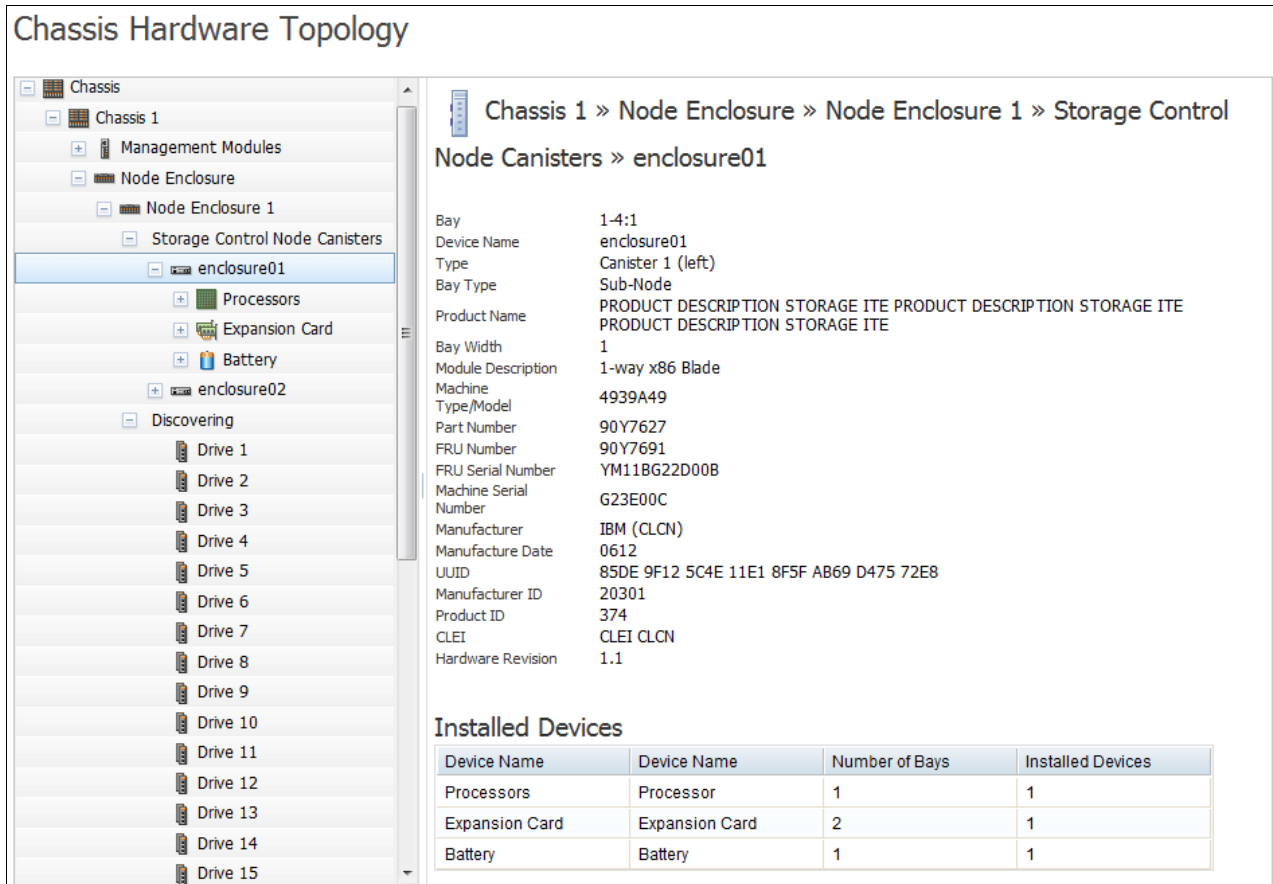 Chassis Hardware Topology
Chassis
Chassis 1
Management Modules
Node Enclosure
Node Enclosure 1
Storage Control Node Canisters
enclosure01
Processors
Expansion Card
Battery
enclosure02
Discovering
Drive 1
Drive 2
Drive 3
Drive 4
Drive 5
Drive 6
Drive 7
Drive 8
Drive 9
Drive 10
Drive 11
Drive 12
Drive 13
Drive 14
Drive 15
Chassis 1 » Node Enclosure » Node Enclosure 1 » Storage Control
Node Canisters » enclosure01
Bay 1-4:1
Device Name enclosure01
Type Canister 1 (left)
Bay Type Sub-Node
Product Name PRODUCT DESCRIPTION STORAGE ITE PRODUCT DESCRIPTION STORAGE ITE
PRODUCT DESCRIPTION STORAGE ITE
Bay Width 1
Module Description 1-way x86 Blade
Machine
Type/Model 4939A49
Part Number 90Y7627
FRU Number 90Y7691
FRU Serial Number YM11BG22D00B
Machine Serial
Number G23E00C
Manufacturer IBM (CLCN)
Manufacture Date 0612
UUID 85DE 9F12 5C4E 11E1 8F5F AB69 D475 72E8
Manufacturer ID 20301
Product ID 374
CLEI CLEI CLCN
Hardware Revision 1.1
Installed Devices
Device Name Device Name Number of Bays Installed Devices
Processors Processor 1 1
Expansion Card Expansion Card 2 1
Battery Battery 1 1